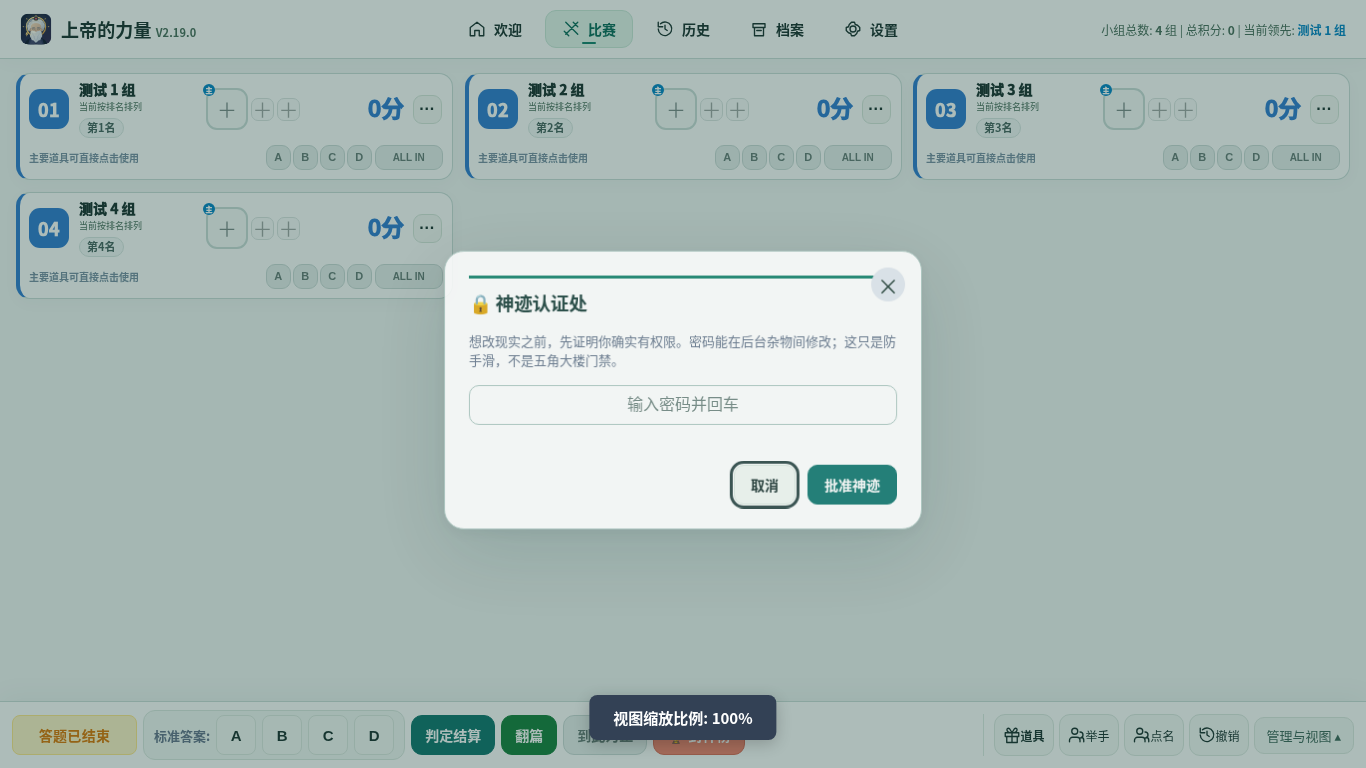 上帝的力量 V2.19.0
欢迎
比赛
历史
档案
设置
小组总数: 4 组 | 总积分: 0 | 当前领先: 测试 1 组
01
测试 1 组
当前按排名排列
第1名
主
0分
主要道具可直接点击使用
A B C D ALL IN
02
测试 2 组
当前按排名排列
第2名
主
0分
主要道具可直接点击使用
A B C D ALL IN
03
测试 3 组
当前按排名排列
第3名
主
0分
主要道具可直接点击使用
A B C D ALL IN
04
测试 4 组
当前按排名排列
第4名
主
0分
主要道具可直接点击使用
A B C D ALL IN
🔒 神迹认证处
想改现实之前，先证明你确实有权限。密码能在后台杂物间修改；这只是防
手滑，不是五角大楼门禁。
输入密码并回车
取消
批准神迹
视图缩放比例: 100%
答题已结束
标准答案:
A B C D
判定结算
翻篇
道具
举手
点名
撤销
管理与视图 ▴